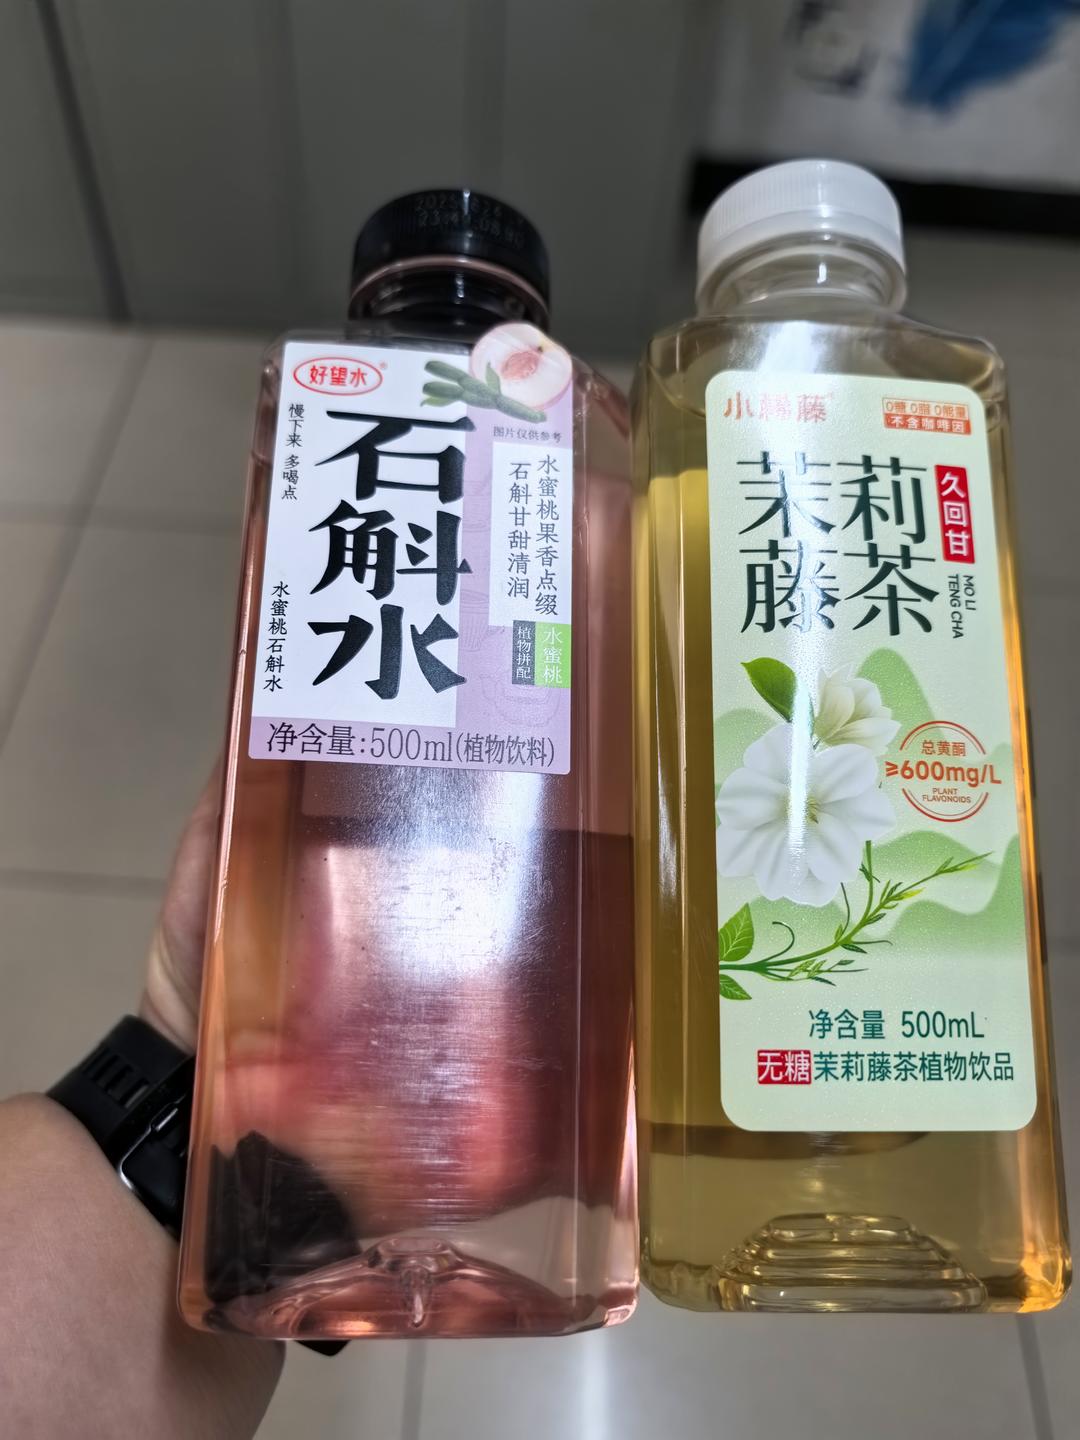 好望水®
慢下来 多喝点
石斛水
水蜜桃石斛水
图片仅供参考
水蜜桃果香点缀
石斛甘甜清润
水蜜桃
植物拼配
净含量:500ml(植物饮料)
0糖 0脂 0能量
不含咖啡因
茉莉
藤茶
久回甘
MO LI
TENG CHA
总黄酮
≥600mg/L
PLANT
FLAVONOIDS
净含量 500mL
无糖茉莉藤茶植物饮品